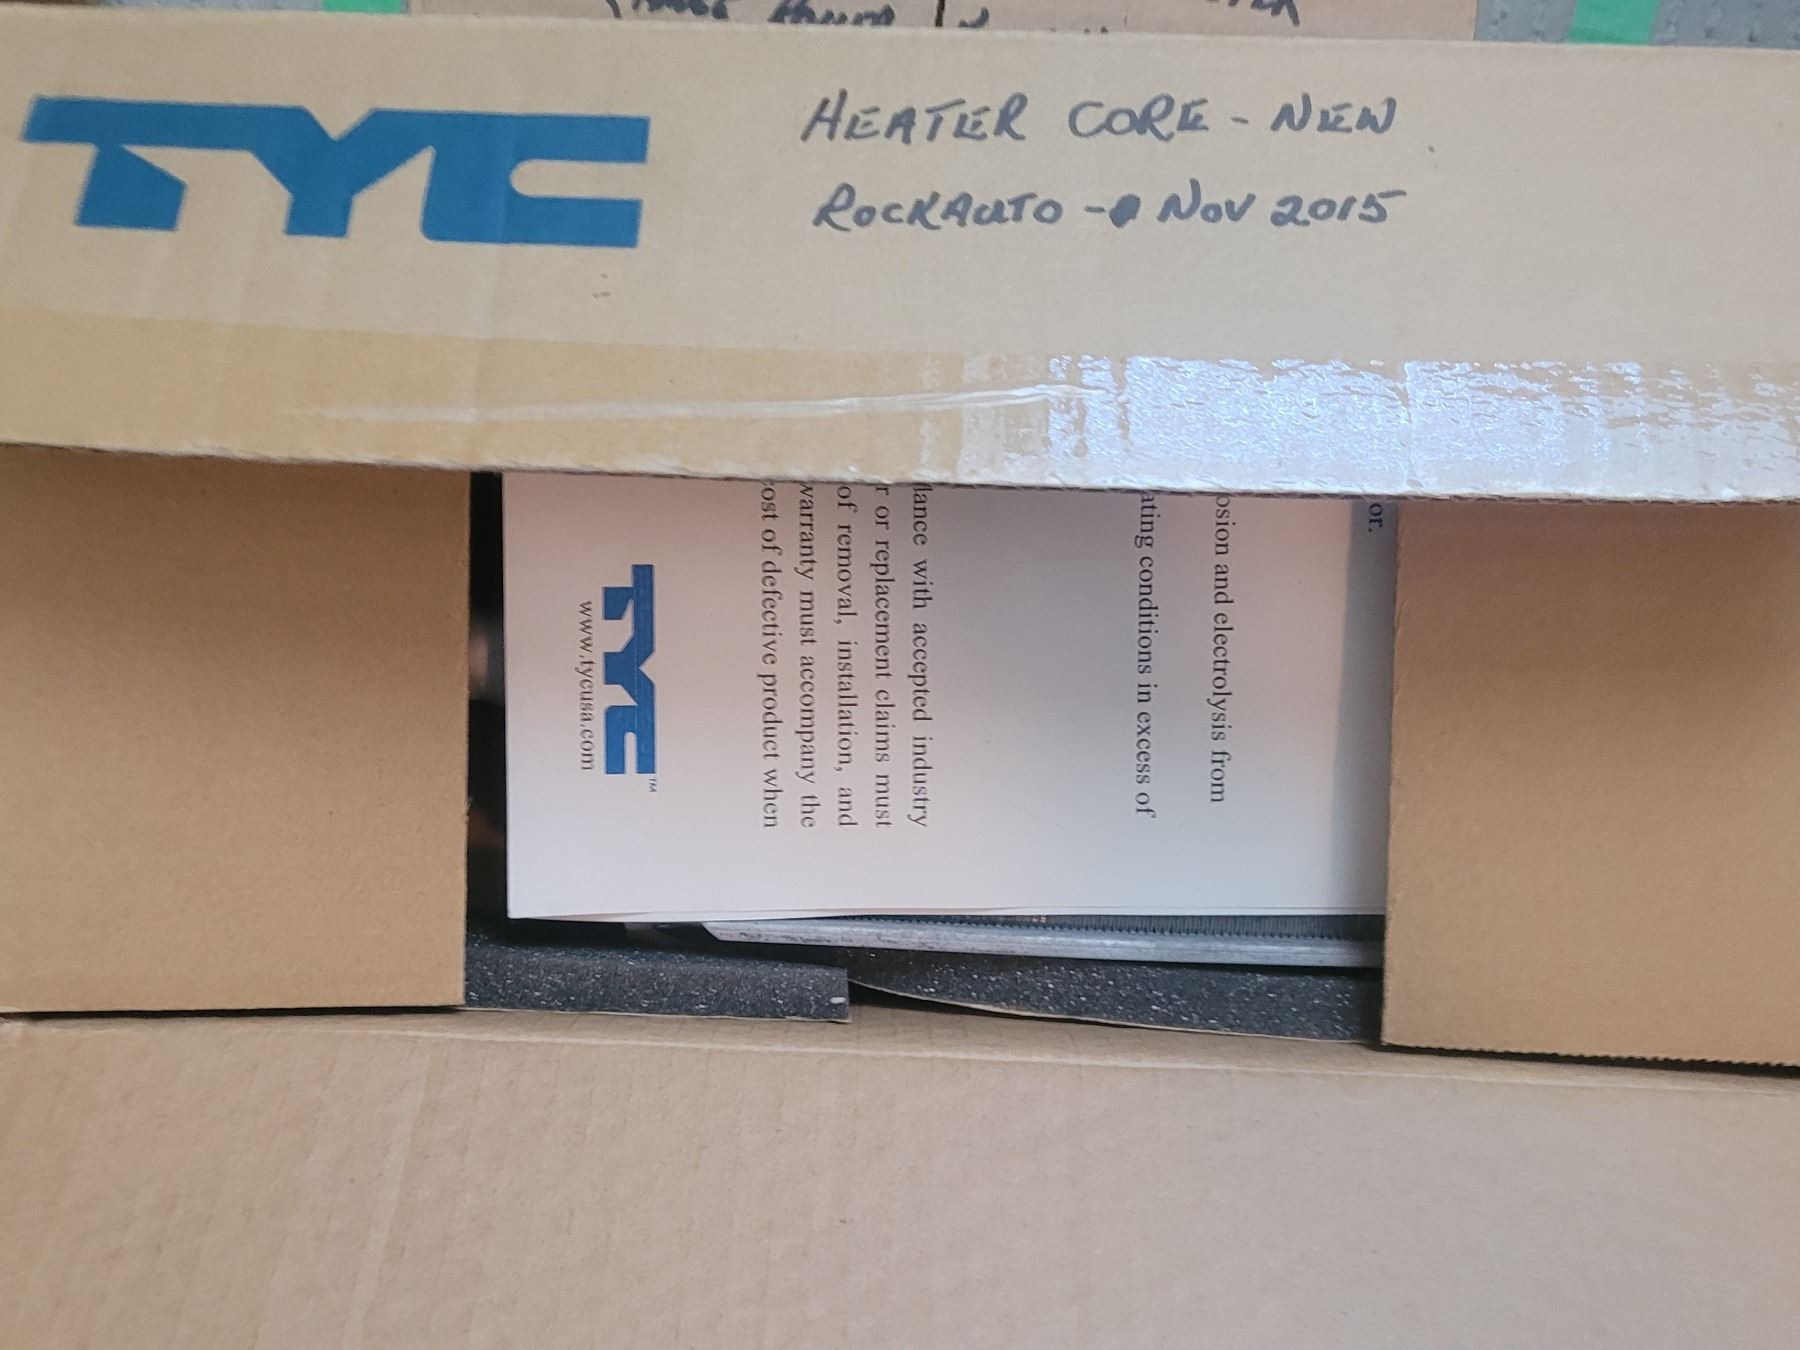 TYC
HEATER CORE - NEW
ROCKAUTO - NOV 2015
or.
osion and electrolysis from
ating conditions in excess of
lance with accepted industry
r or replacement claims must
of removal, installation, and
warranty must accompany the
ost of defective product when
TYC™
www.tycusa.com